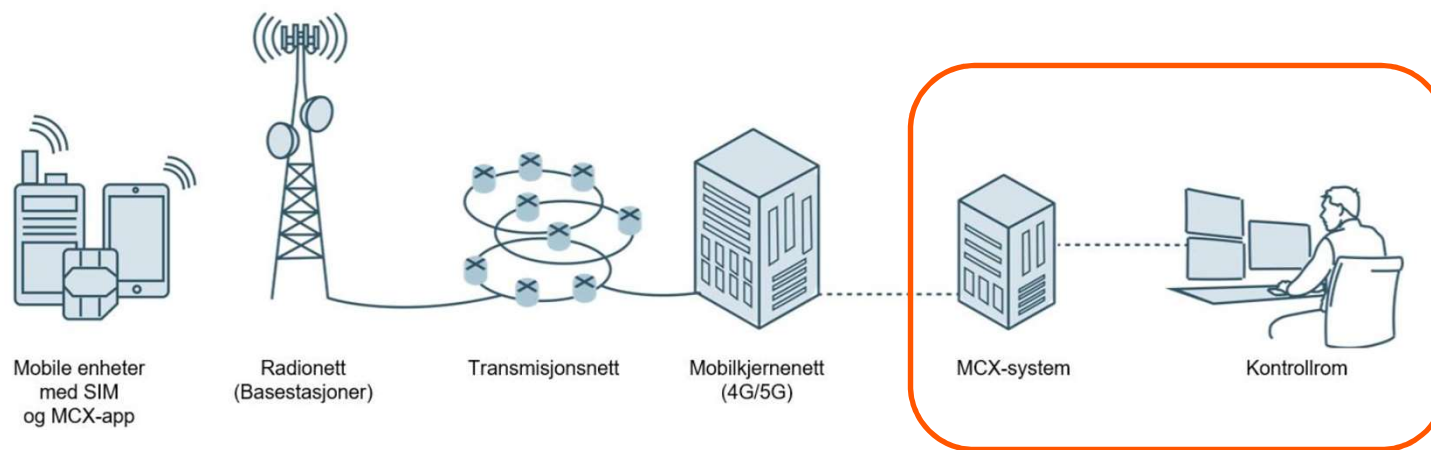 Mobile enheter
med SIM
og MCX-app
Radionett
(Basestasjoner)
Transmisjonsnett
Mobilkjernenett
(4G/5G)
MCX-system
Kontrollrom